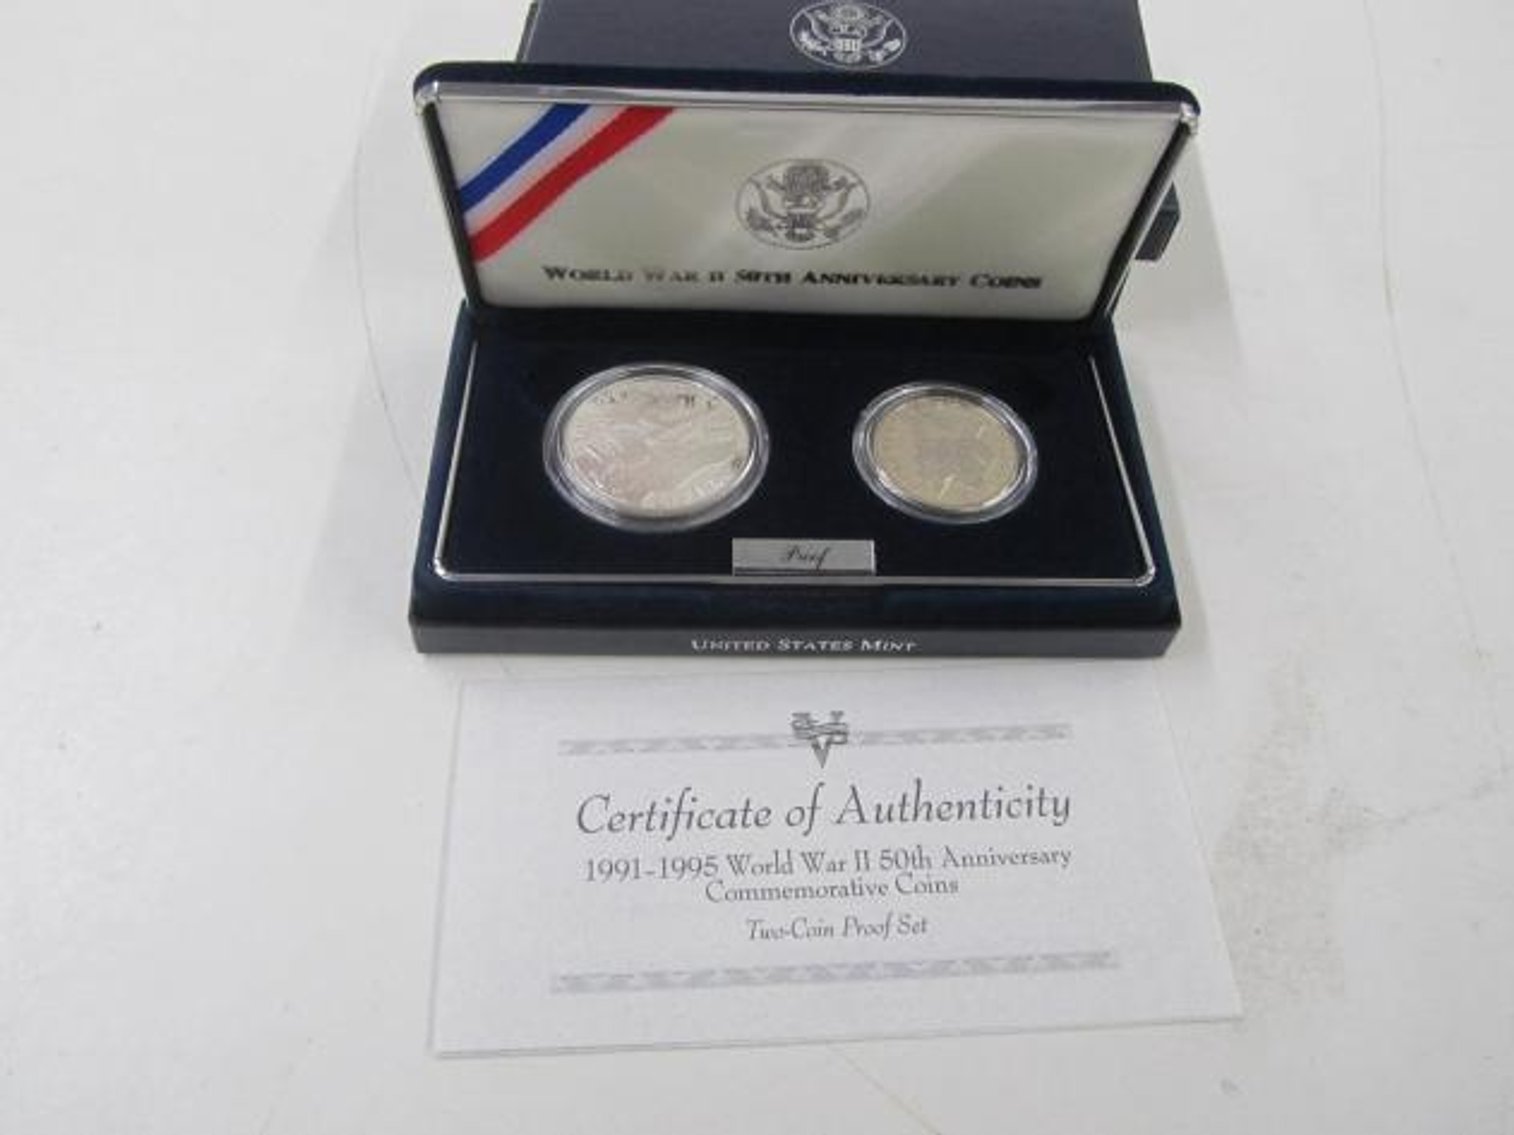 WORLD WAR II 50TH ANNIVERSARY COINS
Proof
UNITED STATES MINT
Certificate of Authenticity
1991-1995 World War II 50th Anniversary
Commemorative Coins
Two-Coin Proof Set